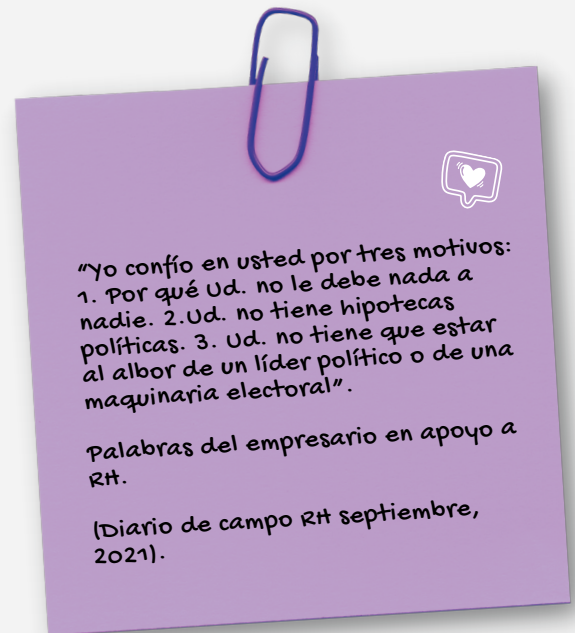 “Yo confío en usted por tres motivos:
1. Por qué Ud. no le debe nada a
nadie. 2.Ud. no tiene hipotecas
políticas. 3. Ud. no tiene que estar
al albor de un líder político o de una
maquinaria electoral”.
Palabras del empresario en apoyo a
RH.
(Diario de campo RH septiembre,
2021).